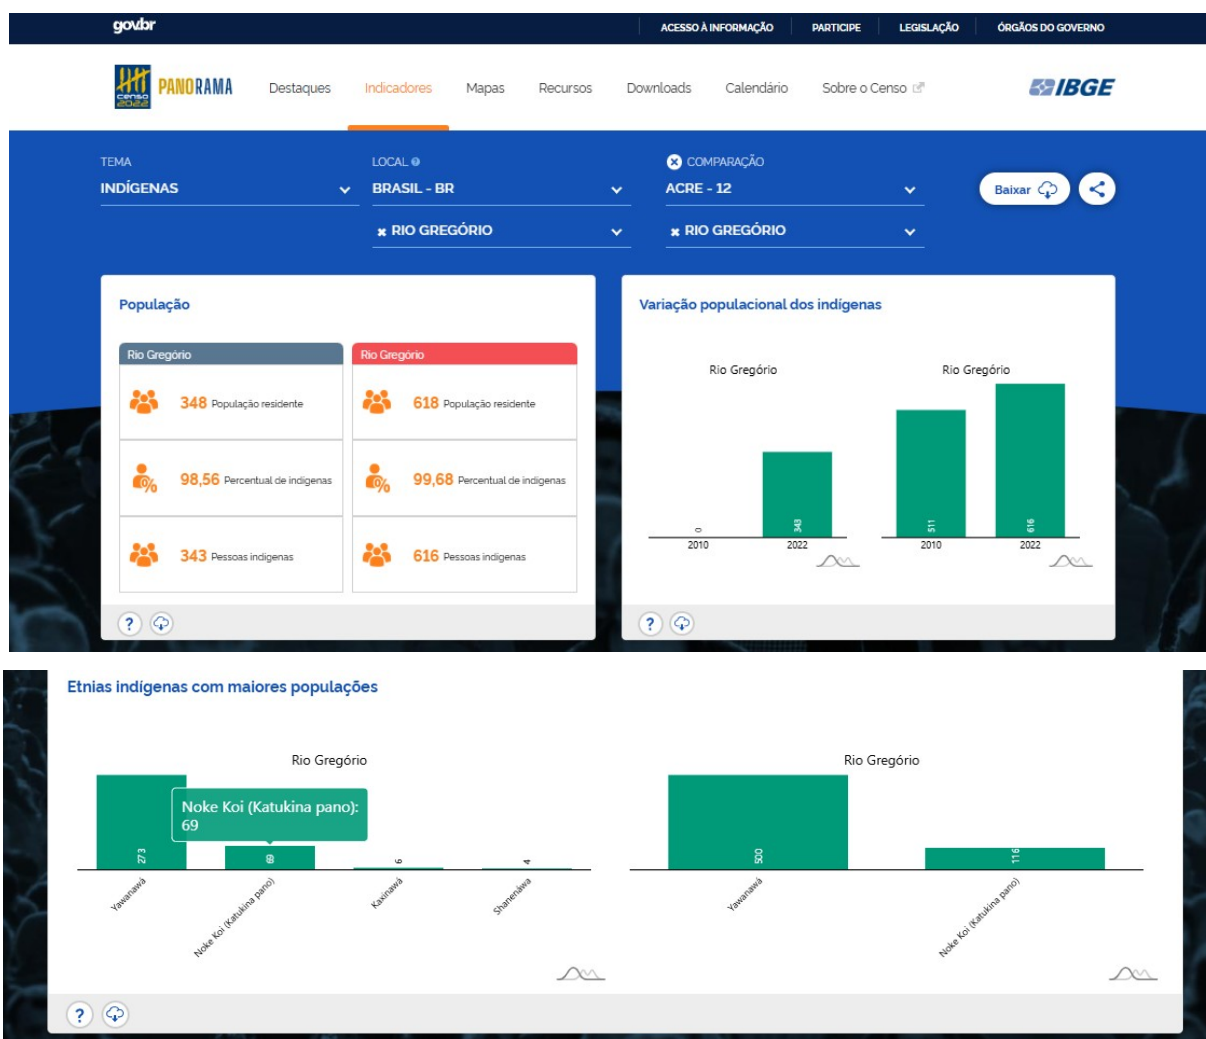 gov.br
ACESSO À INFORMAÇÃO
PARTICIPE
LEGISLAÇÃO
ÓRGÃOS DO GOVERNO
censo
2022
PANORAMA
Destaques
Indicadores
Mapas
Recursos
Downloads
Calendário
Sobre o Censo
IBGE
TEMA
INDÍGENAS
LOCAL
BRASIL - BR
RIO GREGÓRIO
COMPARAÇÃO
ACRE - 12
RIO GREGÓRIO
Baixar
População
Rio Gregório
348 População residente
98,56 Percentual de indígenas
343 Pessoas indígenas
Rio Gregório
618 População residente
99,68 Percentual de indígenas
616 Pessoas indígenas
?
Variação populacional dos indígenas
Rio Gregório
0
343
2010
2022
Rio Gregório
511
616
2010
2022
?
Etnias indígenas com maiores populações
Rio Gregório
Noke Koi (Katukina pano):
69
273
69
6
4
Yawanawá
Noke Koi (Katukina pano)
Kaxinawá
Shanenáwa
Rio Gregório
500
116
Yawanawá
Noke Koi (Katukina pano)
?